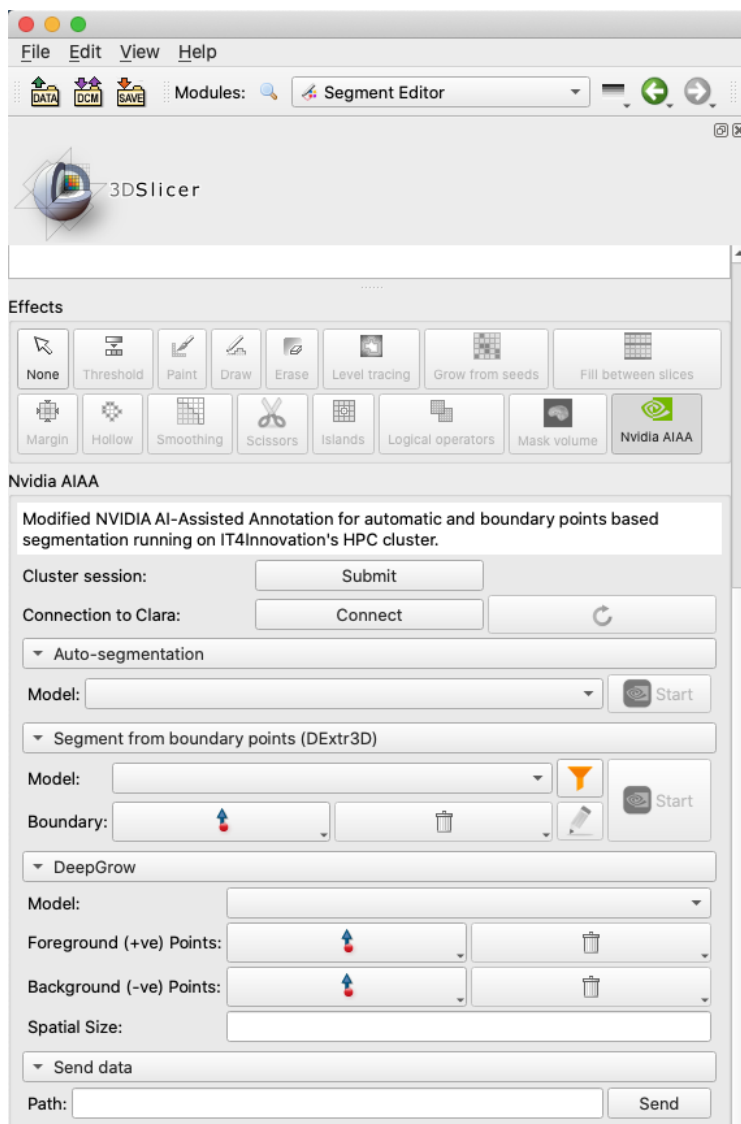 File Edit View Help
DATA DCM SAVE Modules: Segment Editor
3DSlicer
Effects
None Threshold Paint Draw Erase Level tracing Grow from seeds Fill between slices
Margin Hollow Smoothing Scissors Islands Logical operators Mask volume Nvidia AIAA
Nvidia AIAA
Modified NVIDIA AI-Assisted Annotation for automatic and boundary points based
segmentation running on IT4Innovation's HPC cluster.
Cluster session: Submit
Connection to Clara: Connect
Auto-segmentation
Model: Start
Segment from boundary points (DExtr3D)
Model:
Start
Boundary:
DeepGrow
Model:
Foreground (+ve) Points:
Background (-ve) Points:
Spatial Size:
Send data
Path: Send